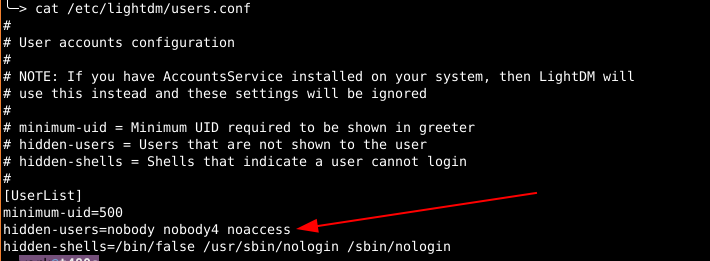 ╰─> cat /etc/lightdm/users.conf
#
# User accounts configuration
#
# NOTE: If you have AccountsService installed on your system, then LightDM will
# use this instead and these settings will be ignored
#
# minimum-uid = Minimum UID required to be shown in greeter
# hidden-users = Users that are not shown to the user
# hidden-shells = Shells that indicate a user cannot login
#
[UserList]
minimum-uid=500
hidden-users=nobody nobody4 noaccess
hidden-shells=/bin/false /usr/sbin/nologin /sbin/nologin